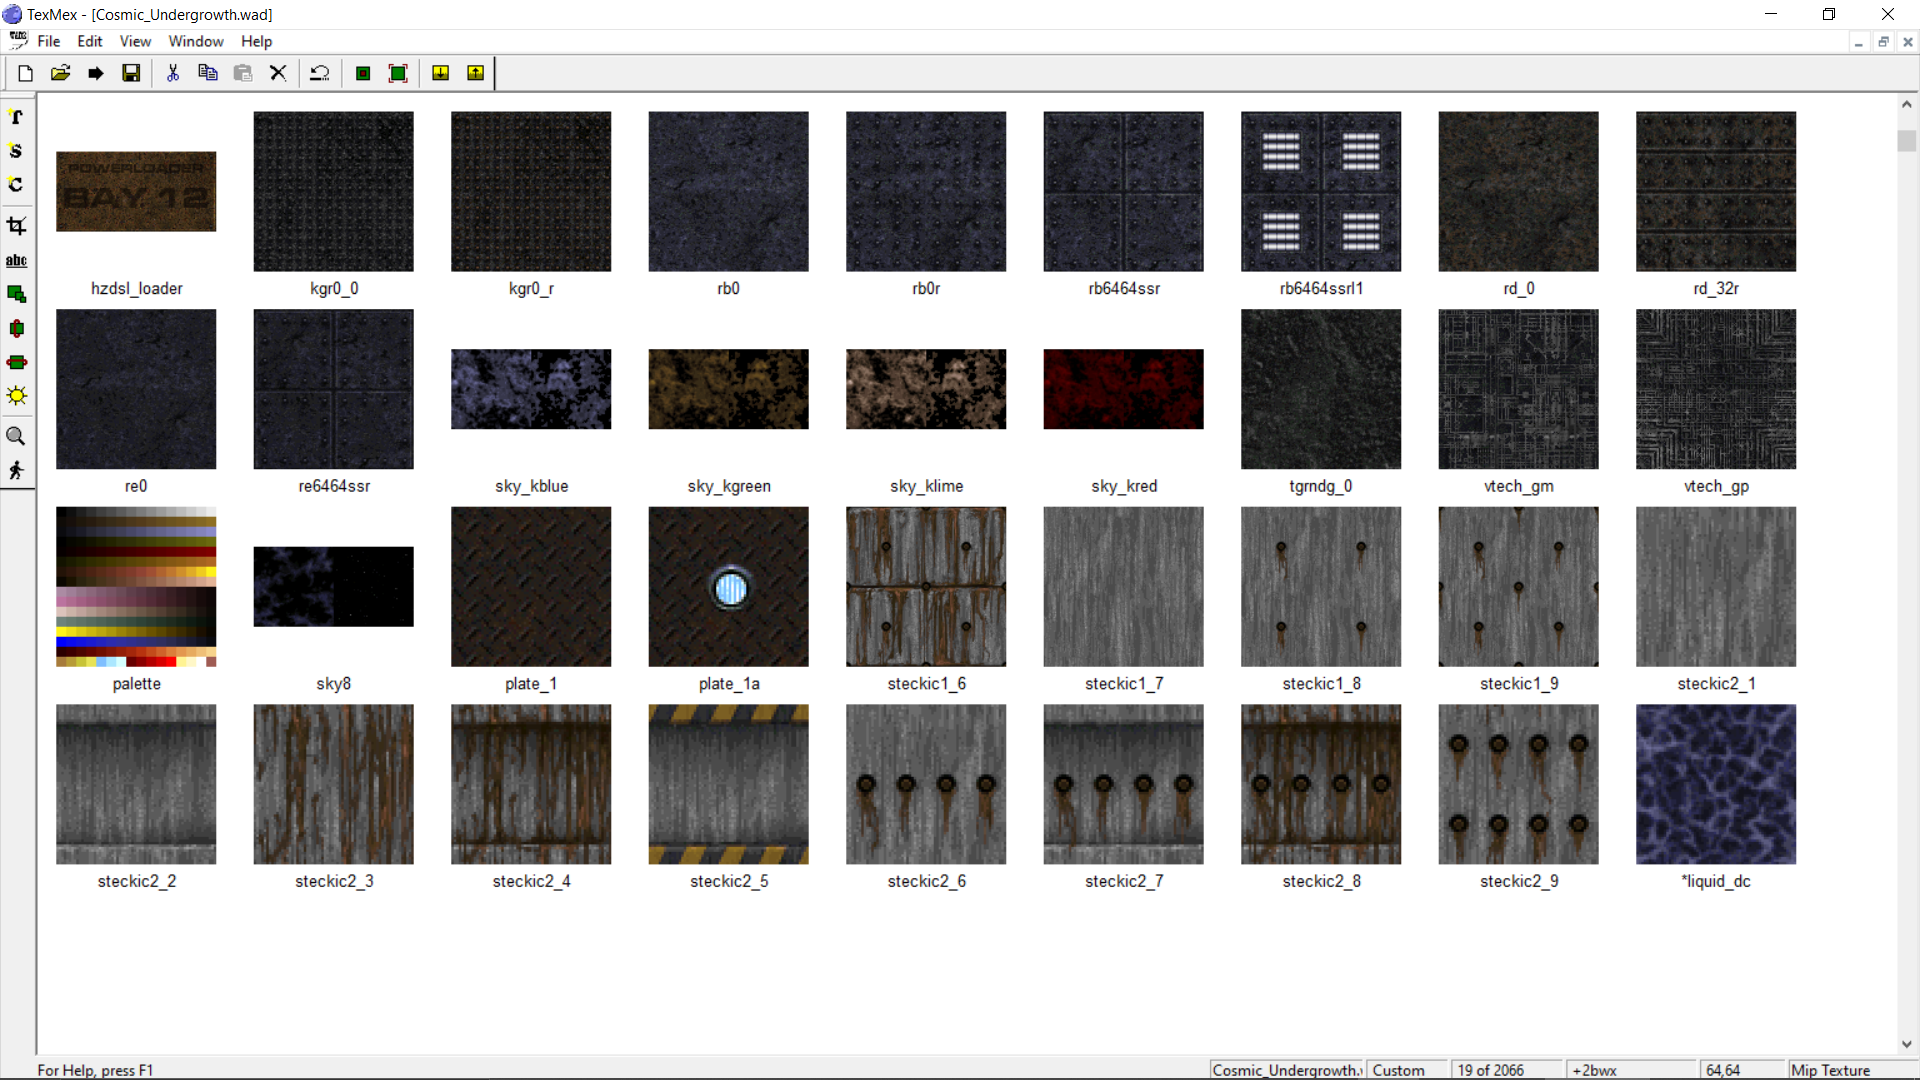 TexMex - [Cosmic_Undergrowth.wad]
File Edit View Window Help
T
S
C
abc
POWERLOADER
BAY 12
hzdsl_loader kgr0_0 kgr0_r rb0 rb0r rb6464ssr rb6464ssrl1 rd_0 rd_32r
re0 re6464ssr sky_kblue sky_kgreen sky_klime sky_kred tgrndg_0 vtech_gm vtech_gp
palette sky8 plate_1 plate_1a steckic1_6 steckic1_7 steckic1_8 steckic1_9 steckic2_1
steckic2_2 steckic2_3 steckic2_4 steckic2_5 steckic2_6 steckic2_7 steckic2_8 steckic2_9 *liquid_dc
For Help, press F1 Cosmic_Undergrowth. Custom 19 of 2066 +2bwx 64,64 Mip Texture